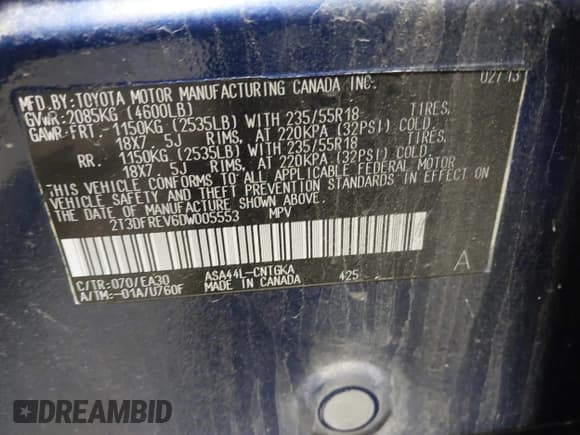 MFD.BY:TOYOTA MOTOR MANUFACTURING CANADA INC. 02/13
GVWR:2085KG (4600LB)
GAWR:FRT.-1150KG (2535LB) WITH 235/55R18 TIRES,
18X7.5J RIMS, AT 220KPA (32PSI) COLD.
RR. 1150KG (2535LB) WITH 235/55R18 TIRES,
18X7.5J RIMS, AT 220KPA (32PSI) COLD.
THIS VEHICLE CONFORMS TO ALL APPLICABLE FEDERAL MOTOR
VEHICLE SAFETY AND THEFT PREVENTION STANDARDS IN EFFECT ON
THE DATE OF MANUFACTURE SHOWN ABOVE.
2T3DFREV6DW005553 MPV
C/TR:070/EA30 ASA44L-CNTGKA A
A/TM:-01A/U760F MADE IN CANADA 425
DREAMBID